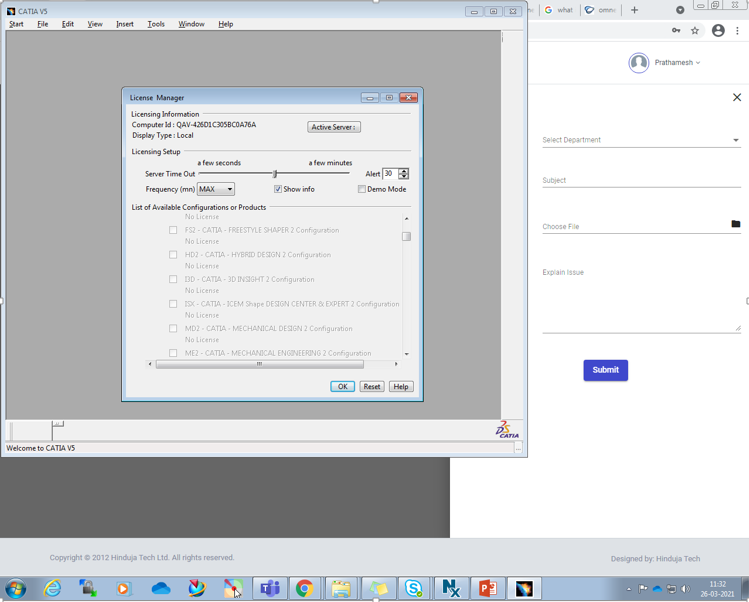 CATIA V5
what
omn
Start File Edit View Insert Tools Window Help
Prathamesh
License Manager
Licensing Information
Computer Id : QAV-426D1C305BC0A76A
Active Server :
Display Type : Local
Licensing Setup
a few seconds a few minutes
Server Time Out Alert 30
Frequency (mn) MAX Show info Demo Mode
List of Available Configurations or Products
No License
FS2 - CATIA - FREESTYLE SHAPER 2 Configuration
No License
HD2 - CATIA - HYBRID DESIGN 2 Configuration
No License
I3D - CATIA - 3D INSIGHT 2 Configuration
No License
ISX - CATIA - ICEM Shape DESIGN CENTER & EXPERT 2 Configuration
No License
MD2 - CATIA - MECHANICAL DESIGN 2 Configuration
No License
ME2 - CATIA - MECHANICAL ENGINEERING 2 Configuration
OK Reset Help
Select Department
Subject
Choose File
Explain Issue
Submit
CATIA
Welcome to CATIA V5
...
Copyright © 2012 Hinduja Tech Ltd. All rights reserved.
Designed by: Hinduja Tech
11:32
26-03-2021